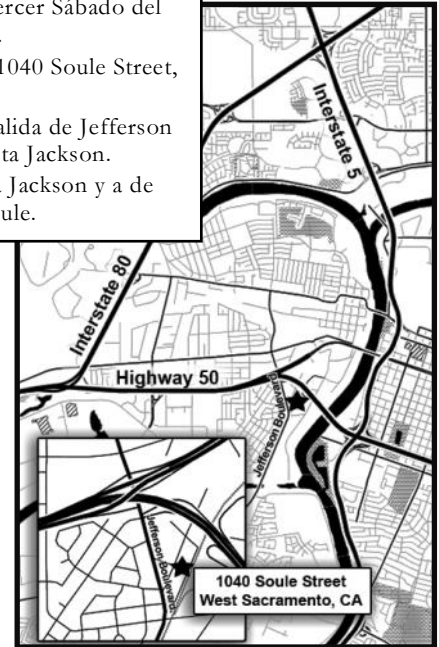 ercer Sábado del
1040 Soule Street,
alida de Jefferson
ta Jackson.
a Jackson y a de
ule.
Interstate 5
Interstate 80
Highway 50
Jefferson Boulevard
Jefferson Boulevard
1040 Soule Street
West Sacramento, CA